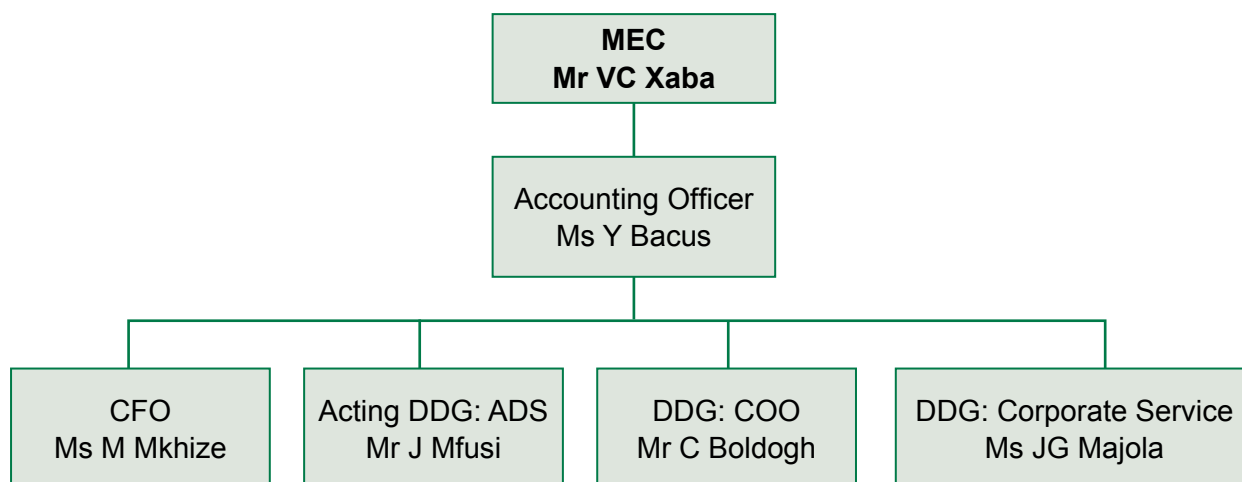 MEC
Mr VC Xaba
Accounting Officer
Ms Y Bacus
CFO
Ms M Mkhize
Acting DDG: ADS
Mr J Mfusi
DDG: COO
Mr C Boldogh
DDG: Corporate Service
Ms JG Majola